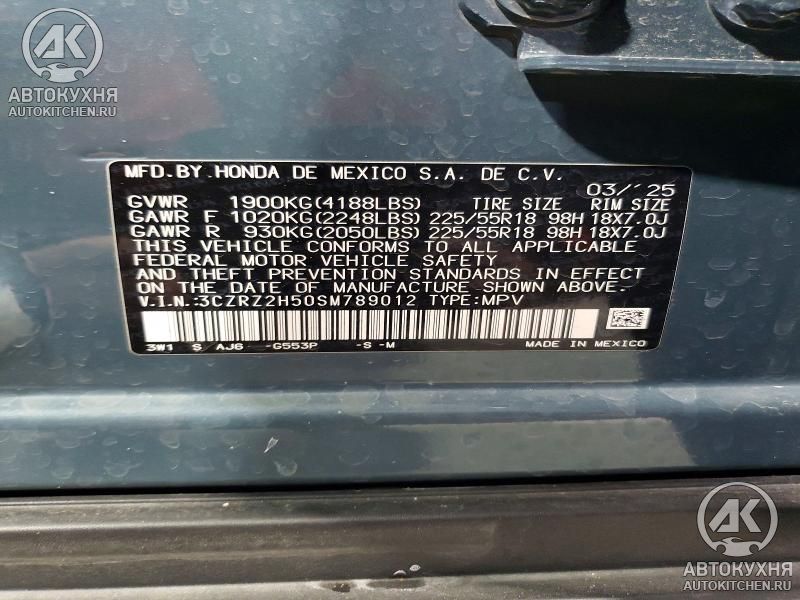 АК
АВТОКУХНЯ
AUTOKITCHEN.RU
MFD.BY.HONDA DE MEXICO S.A. DE C.V.
03/'25
GVWR 1900KG(4188LBS) TIRE SIZE RIM SIZE
GAWR F 1020KG(2248LBS) 225/55R18 98H 18X7.0J
GAWR R 930KG(2050LBS) 225/55R18 98H 18X7.0J
THIS VEHICLE CONFORMS TO ALL APPLICABLE
FEDERAL MOTOR VEHICLE SAFETY
AND THEFT PREVENTION STANDARDS IN EFFECT
ON THE DATE OF MANUFACTURE SHOWN ABOVE.
V.I.N.:3CZRZ2H50SM789012 TYPE:MPV
3W1 S/AJ6 -G553P -S -M MADE IN MEXICO
АК
АВТОКУХНЯ
AUTOKITCHEN.RU